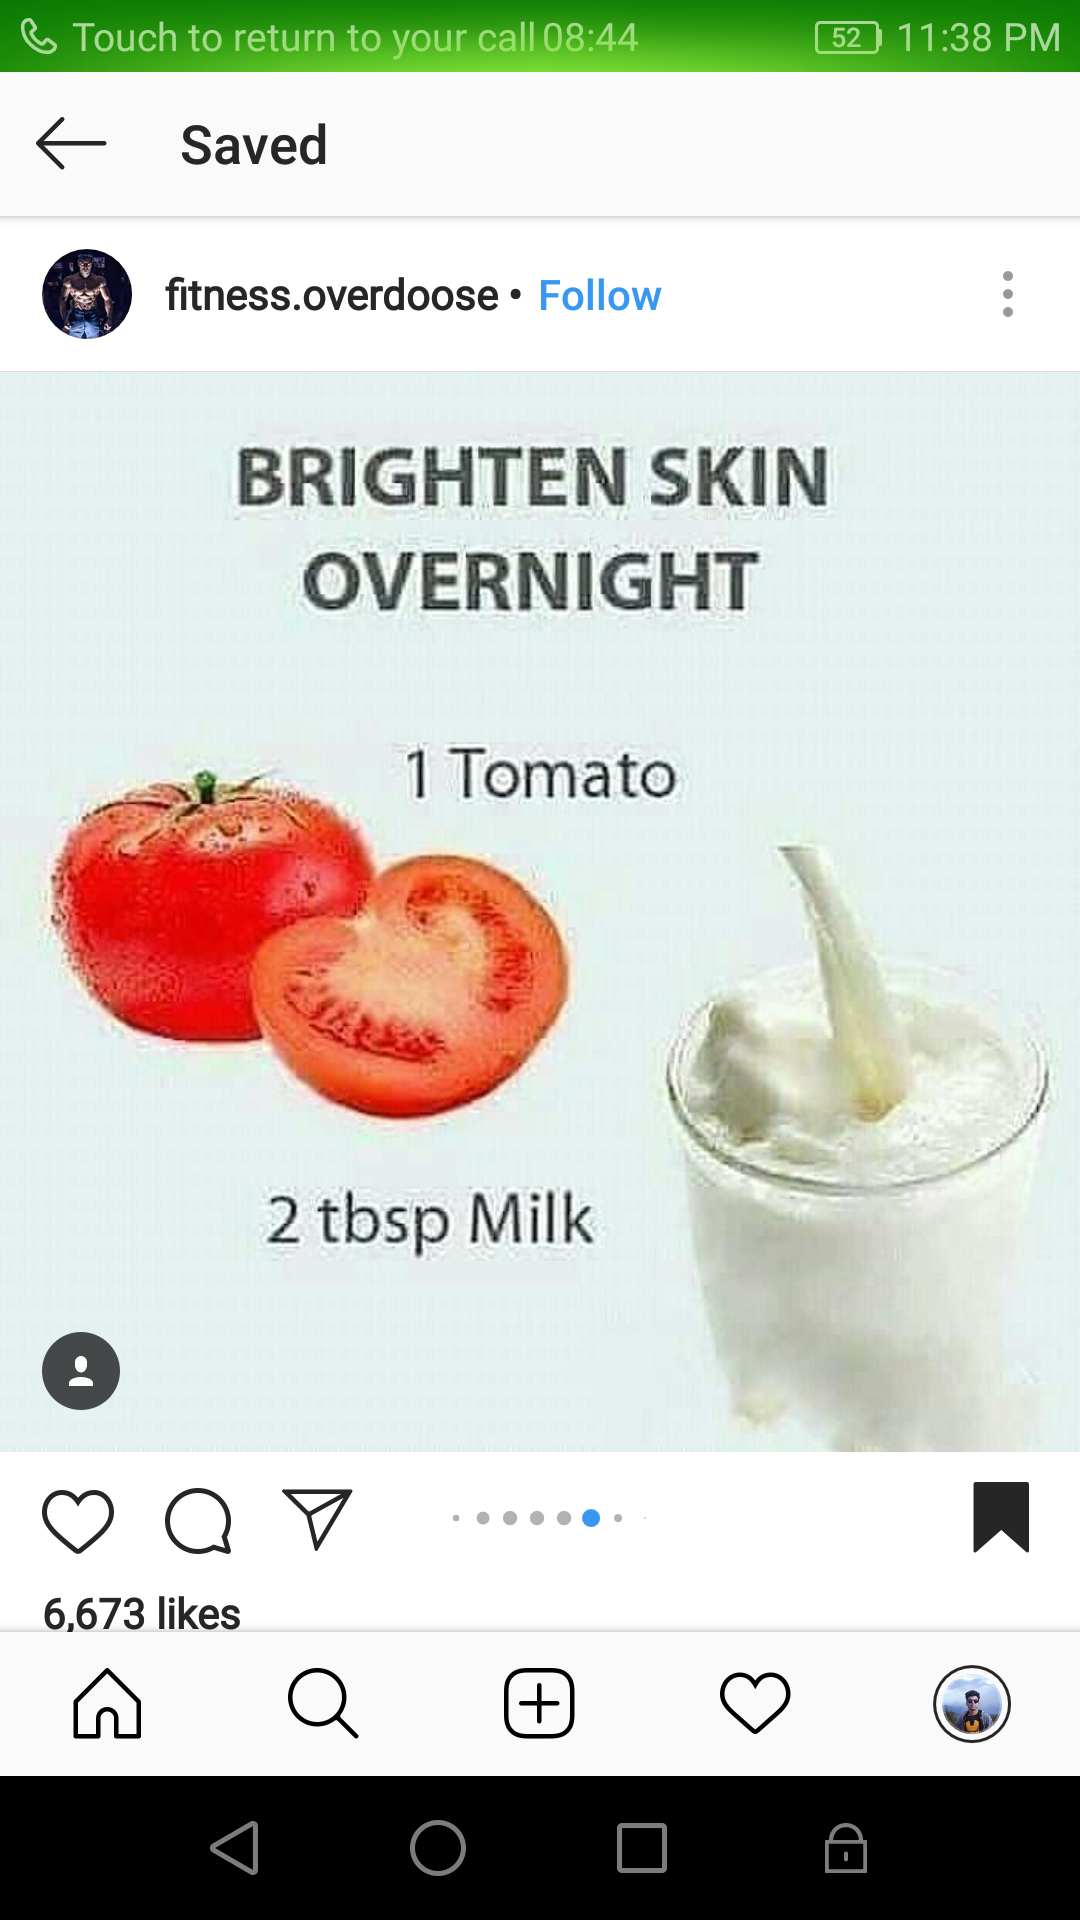 Touch to return to your call 08:44 52 11:38 PM
Saved
fitness.overdoose • Follow
BRIGHTEN SKIN
OVERNIGHT
1 Tomato
2 tbsp Milk
6,673 likes